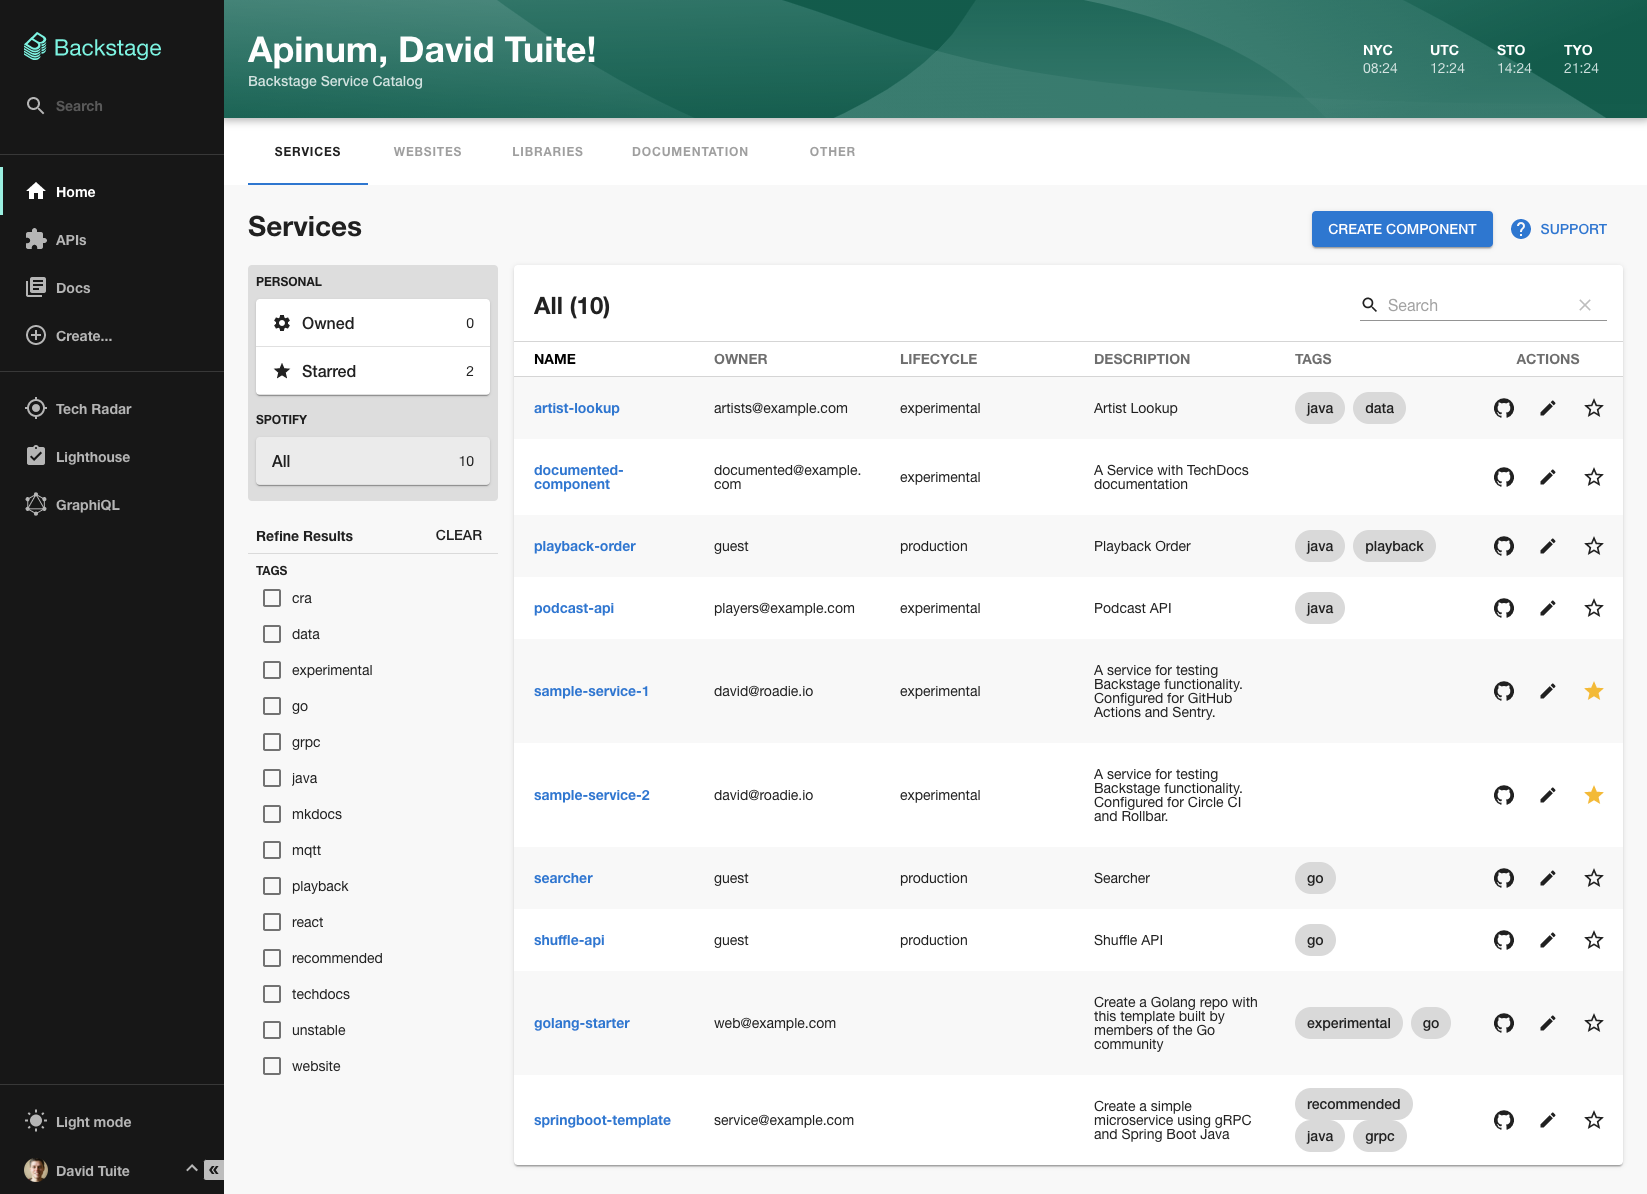 Backstage
Search
Home
APIs
Docs
Create...
Tech Radar
Lighthouse
GraphiQL
Light mode
David Tuite
«
Apinum, David Tuite!
Backstage Service Catalog
NYC UTC STO TYO
08:24 12:24 14:24 21:24
SERVICES WEBSITES LIBRARIES DOCUMENTATION OTHER
Services
CREATE COMPONENT
? SUPPORT
PERSONAL
Owned 0
Starred 2
SPOTIFY
All 10
Refine Results CLEAR
TAGS
cra
data
experimental
go
grpc
java
mkdocs
mqtt
playback
react
recommended
techdocs
unstable
website
All (10)
Search
NAME OWNER LIFECYCLE DESCRIPTION TAGS ACTIONS
artist-lookup artists@example.com experimental Artist Lookup java data
documented-
component
documented@example.
com
experimental
A Service with TechDocs
documentation
playback-order guest production Playback Order java playback
podcast-api players@example.com experimental Podcast API java
sample-service-1 david@roadie.io experimental
A service for testing
Backstage functionality.
Configured for GitHub
Actions and Sentry.
sample-service-2 david@roadie.io experimental
A service for testing
Backstage functionality.
Configured for Circle CI
and Rollbar.
searcher guest production Searcher go
shuffle-api guest production Shuffle API go
golang-starter web@example.com
Create a Golang repo with
this template built by
members of the Go
community
experimental go
springboot-template service@example.com
Create a simple
microservice using gRPC
and Spring Boot Java
recommended
java grpc